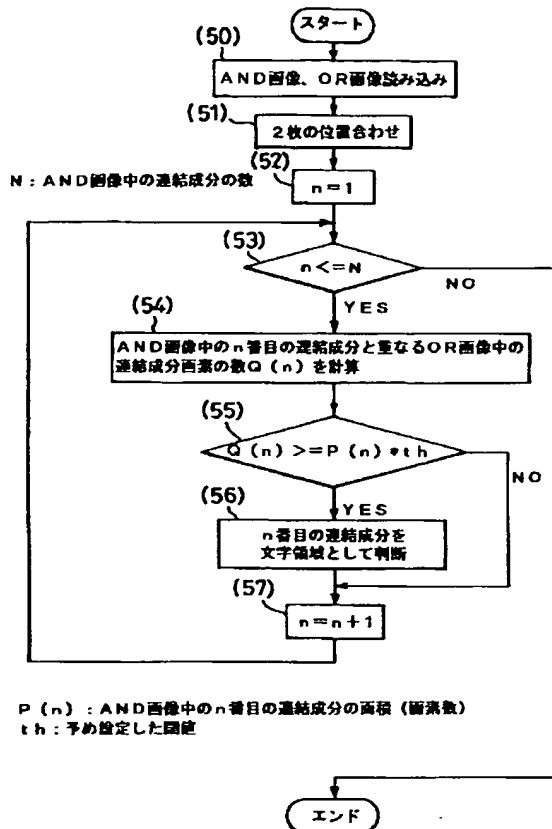 スタート
(50)
AND画像、OR画像読み込み
(51)
2枚の位置合わせ
(52)
N：AND画像中の連結成分の数
n＝1
(53)
n<=N
NO
YES
(54)
AND画像中のn番目の連結成分と重なるOR画像中の
連結成分画素の数Q(n)を計算
(55)
Q(n)>=P(n)*th
NO
YES
(56)
n番目の連結成分を
文字領域として判断
(57)
n＝n+1
P(n)：AND画像中のn番目の連結成分の面積(画素数)
th：予め設定した閾値
エンド